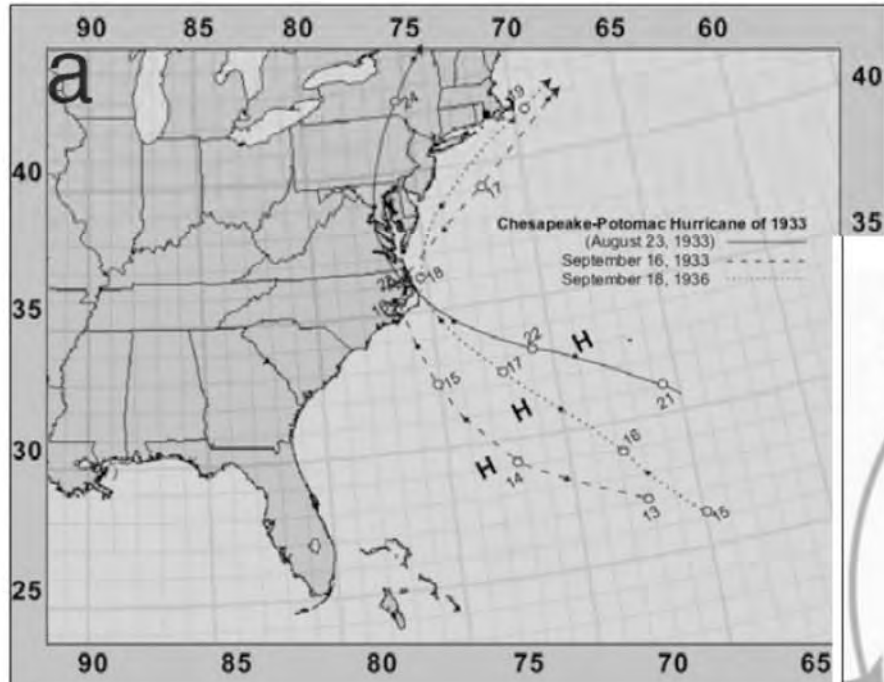 90 85 80 75 70 65 60
a
40
40
35
35
30
25
24
19
17
Chesapeake-Potomac Hurricane of 1933
(August 23, 1933)
September 16, 1933
September 18, 1936
18
16
22
H
17
21
15
H
16
H
14
13
15
90 85 80 75 70 65